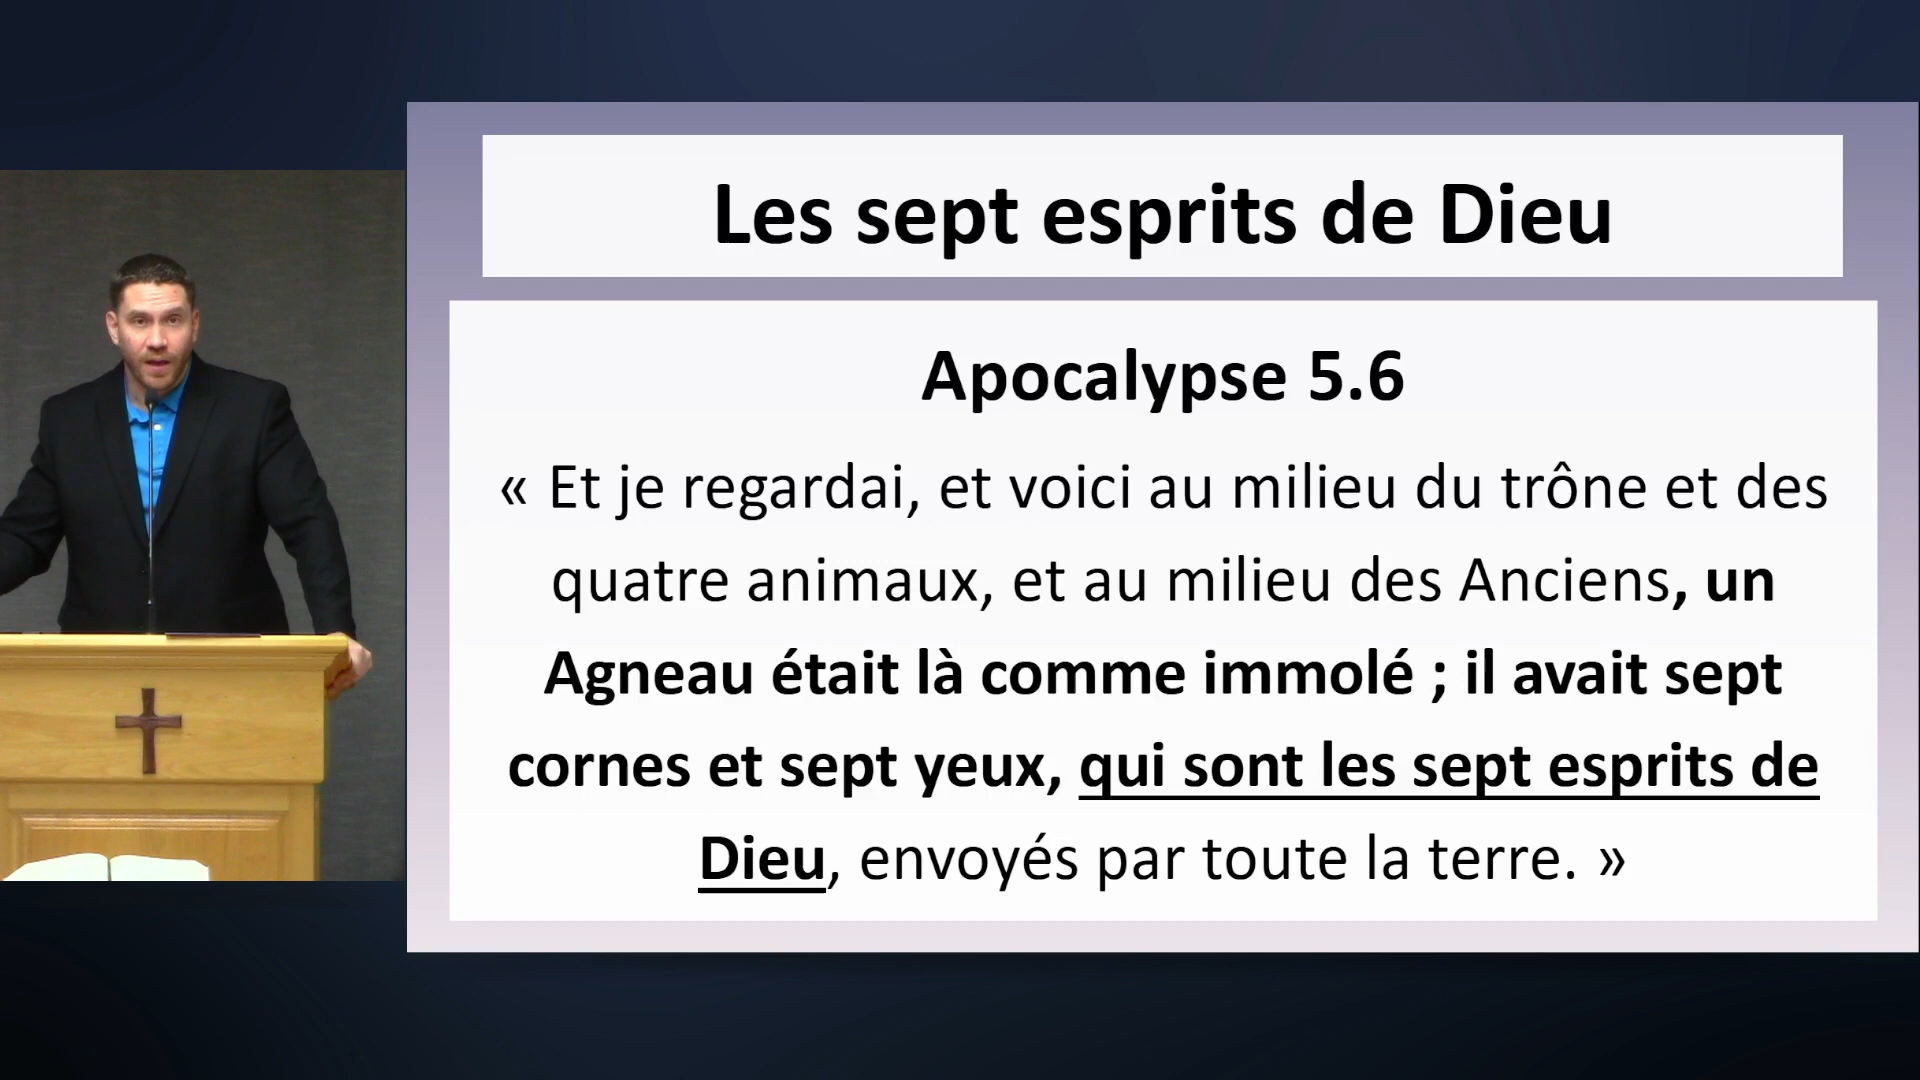 Les sept esprits de Dieu
Apocalypse 5.6
« Et je regardai, et voici au milieu du trône et des
quatre animaux, et au milieu des Anciens, un
Agneau était là comme immolé ; il avait sept
cornes et sept yeux, qui sont les sept esprits de
Dieu, envoyés par toute la terre. »